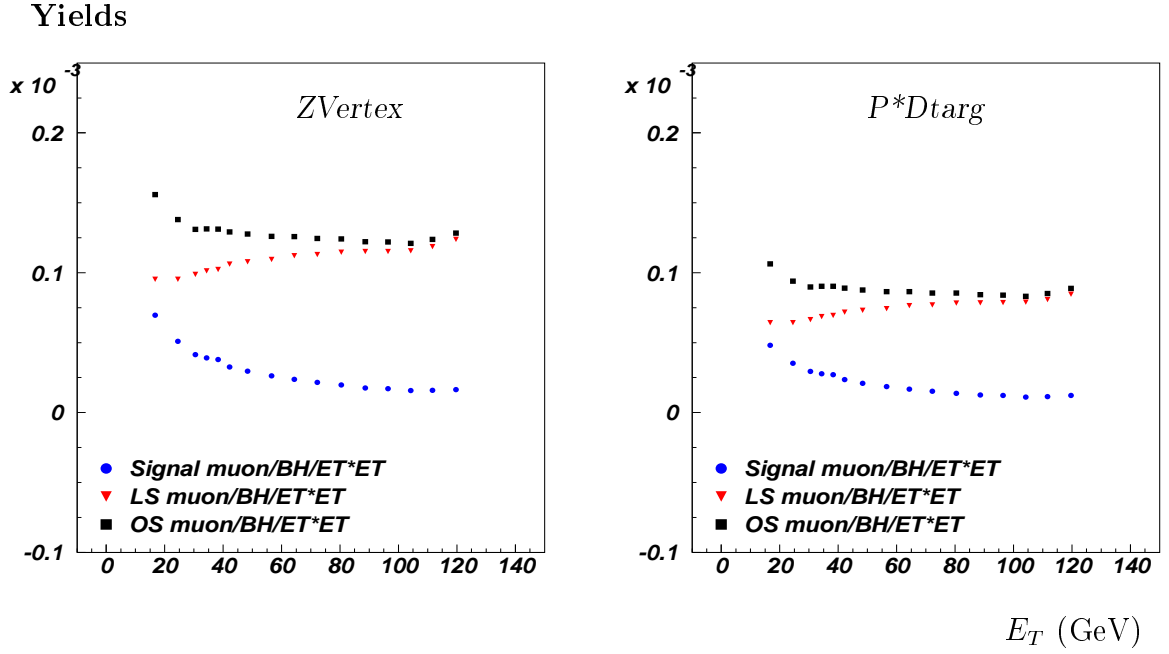 Yields
x 10 -3
ZVertex
0.2
0.1
0
-0.1
Signal muon/BH/ET*ET
LS muon/BH/ET*ET
OS muon/BH/ET*ET
0 20 40 60 80 100 120 140
x 10 -3
P*Dtarg
0.2
0.1
0
-0.1
Signal muon/BH/ET*ET
LS muon/BH/ET*ET
OS muon/BH/ET*ET
0 20 40 60 80 100 120 140
E_T (GeV)